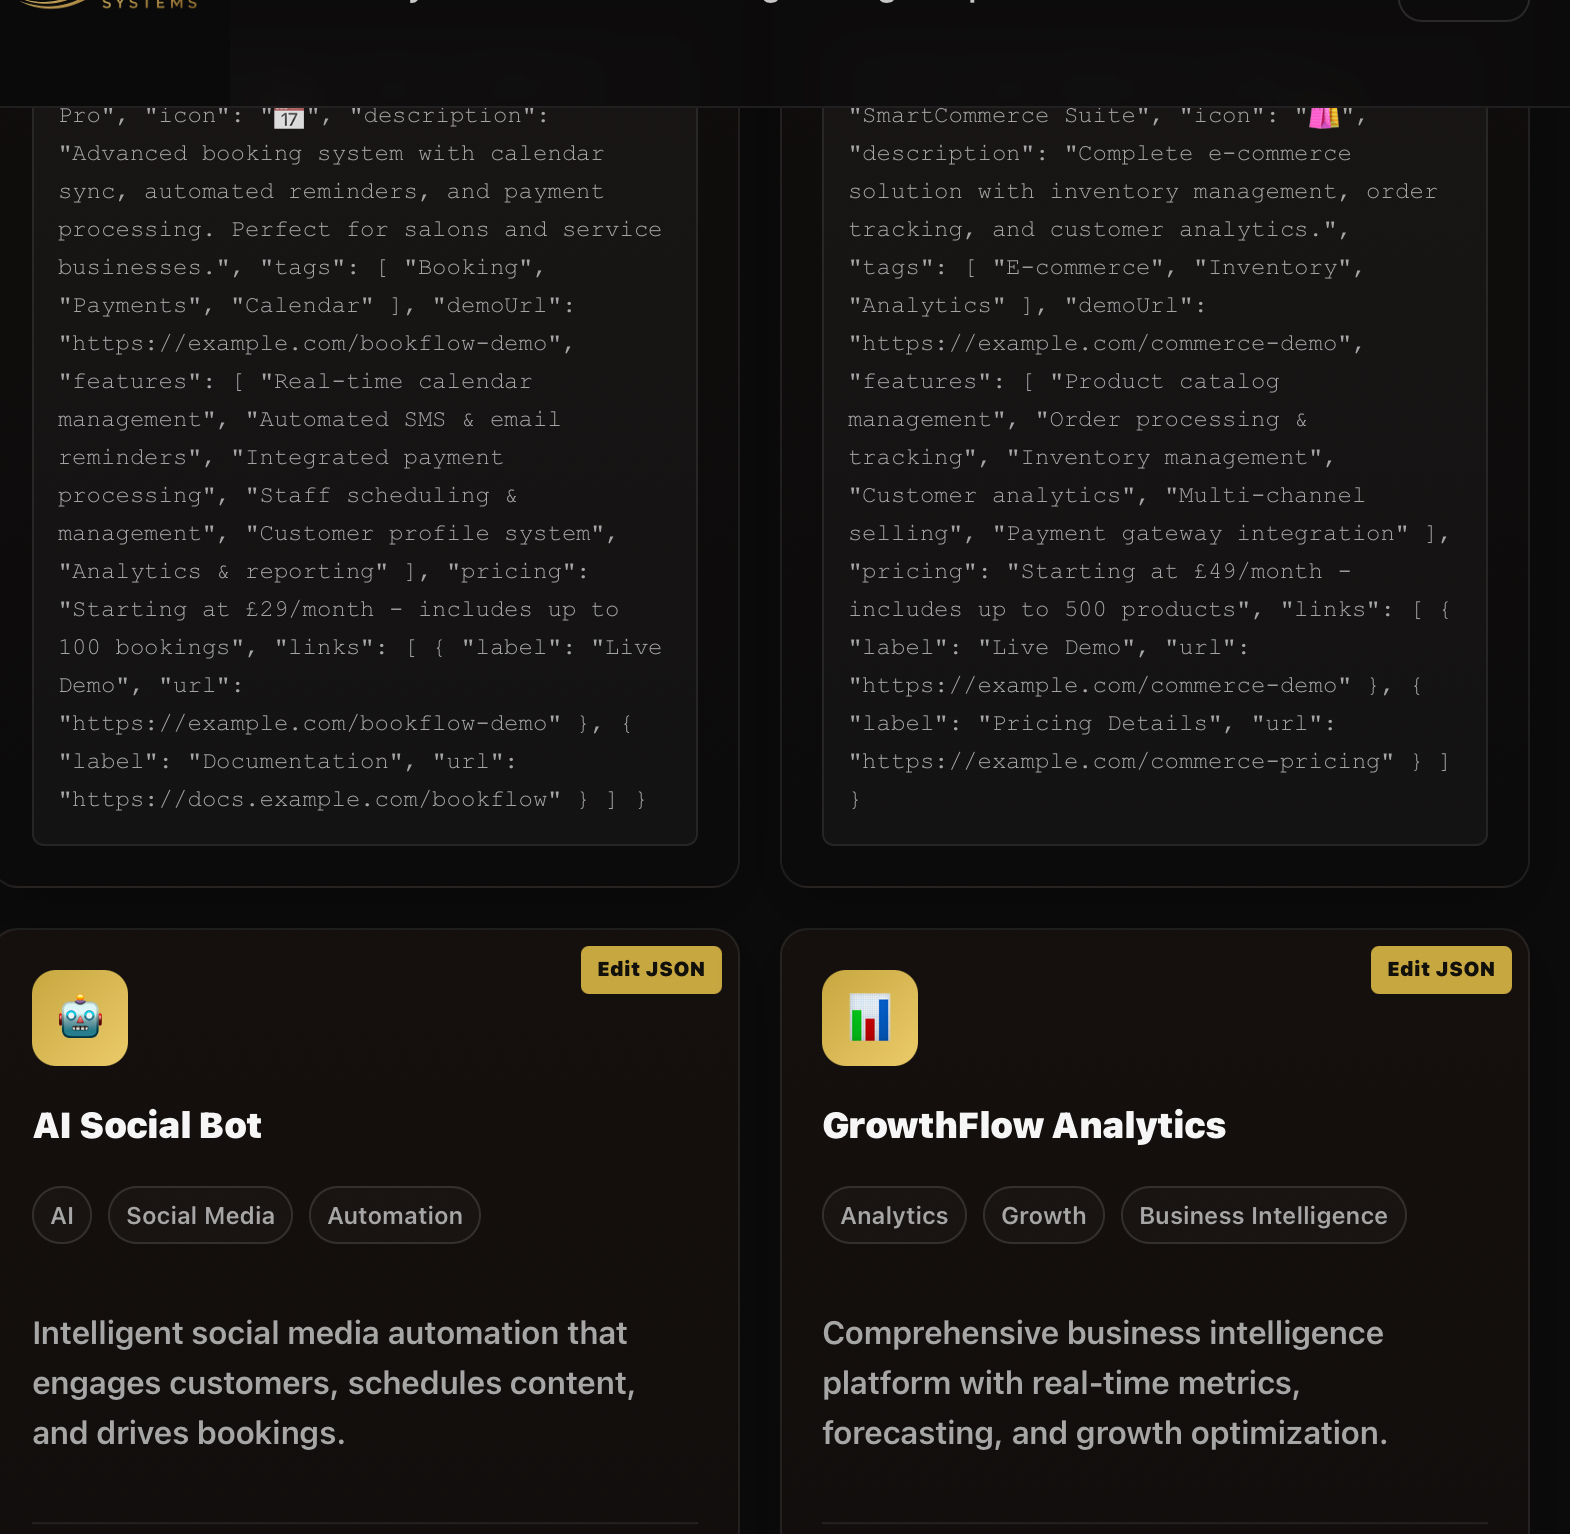 SYSTEMS
Pro", "icon": "📅", "description":
"Advanced booking system with calendar
sync, automated reminders, and payment
processing. Perfect for salons and service
businesses.", "tags": [ "Booking",
"Payments", "Calendar" ], "demoUrl":
"https://example.com/bookflow-demo",
"features": [ "Real-time calendar
management", "Automated SMS & email
reminders", "Integrated payment
processing", "Staff scheduling &
management", "Customer profile system",
"Analytics & reporting" ], "pricing":
"Starting at £29/month - includes up to
100 bookings", "links": [ { "label": "Live
Demo", "url":
"https://example.com/bookflow-demo" }, {
"label": "Documentation", "url":
"https://docs.example.com/bookflow" } ] }
"SmartCommerce Suite", "icon": "🛍️",
"description": "Complete e-commerce
solution with inventory management, order
tracking, and customer analytics.",
"tags": [ "E-commerce", "Inventory",
"Analytics" ], "demoUrl":
"https://example.com/commerce-demo",
"features": [ "Product catalog
management", "Order processing &
tracking", "Inventory management",
"Customer analytics", "Multi-channel
selling", "Payment gateway integration" ],
"pricing": "Starting at £49/month -
includes up to 500 products", "links": [ {
"label": "Live Demo", "url":
"https://example.com/commerce-demo" }, {
"label": "Pricing Details", "url":
"https://example.com/commerce-pricing" } ]
}
Edit JSON
AI Social Bot
AI
Social Media
Automation
Intelligent social media automation that
engages customers, schedules content,
and drives bookings.
Edit JSON
GrowthFlow Analytics
Analytics
Growth
Business Intelligence
Comprehensive business intelligence
platform with real-time metrics,
forecasting, and growth optimization.